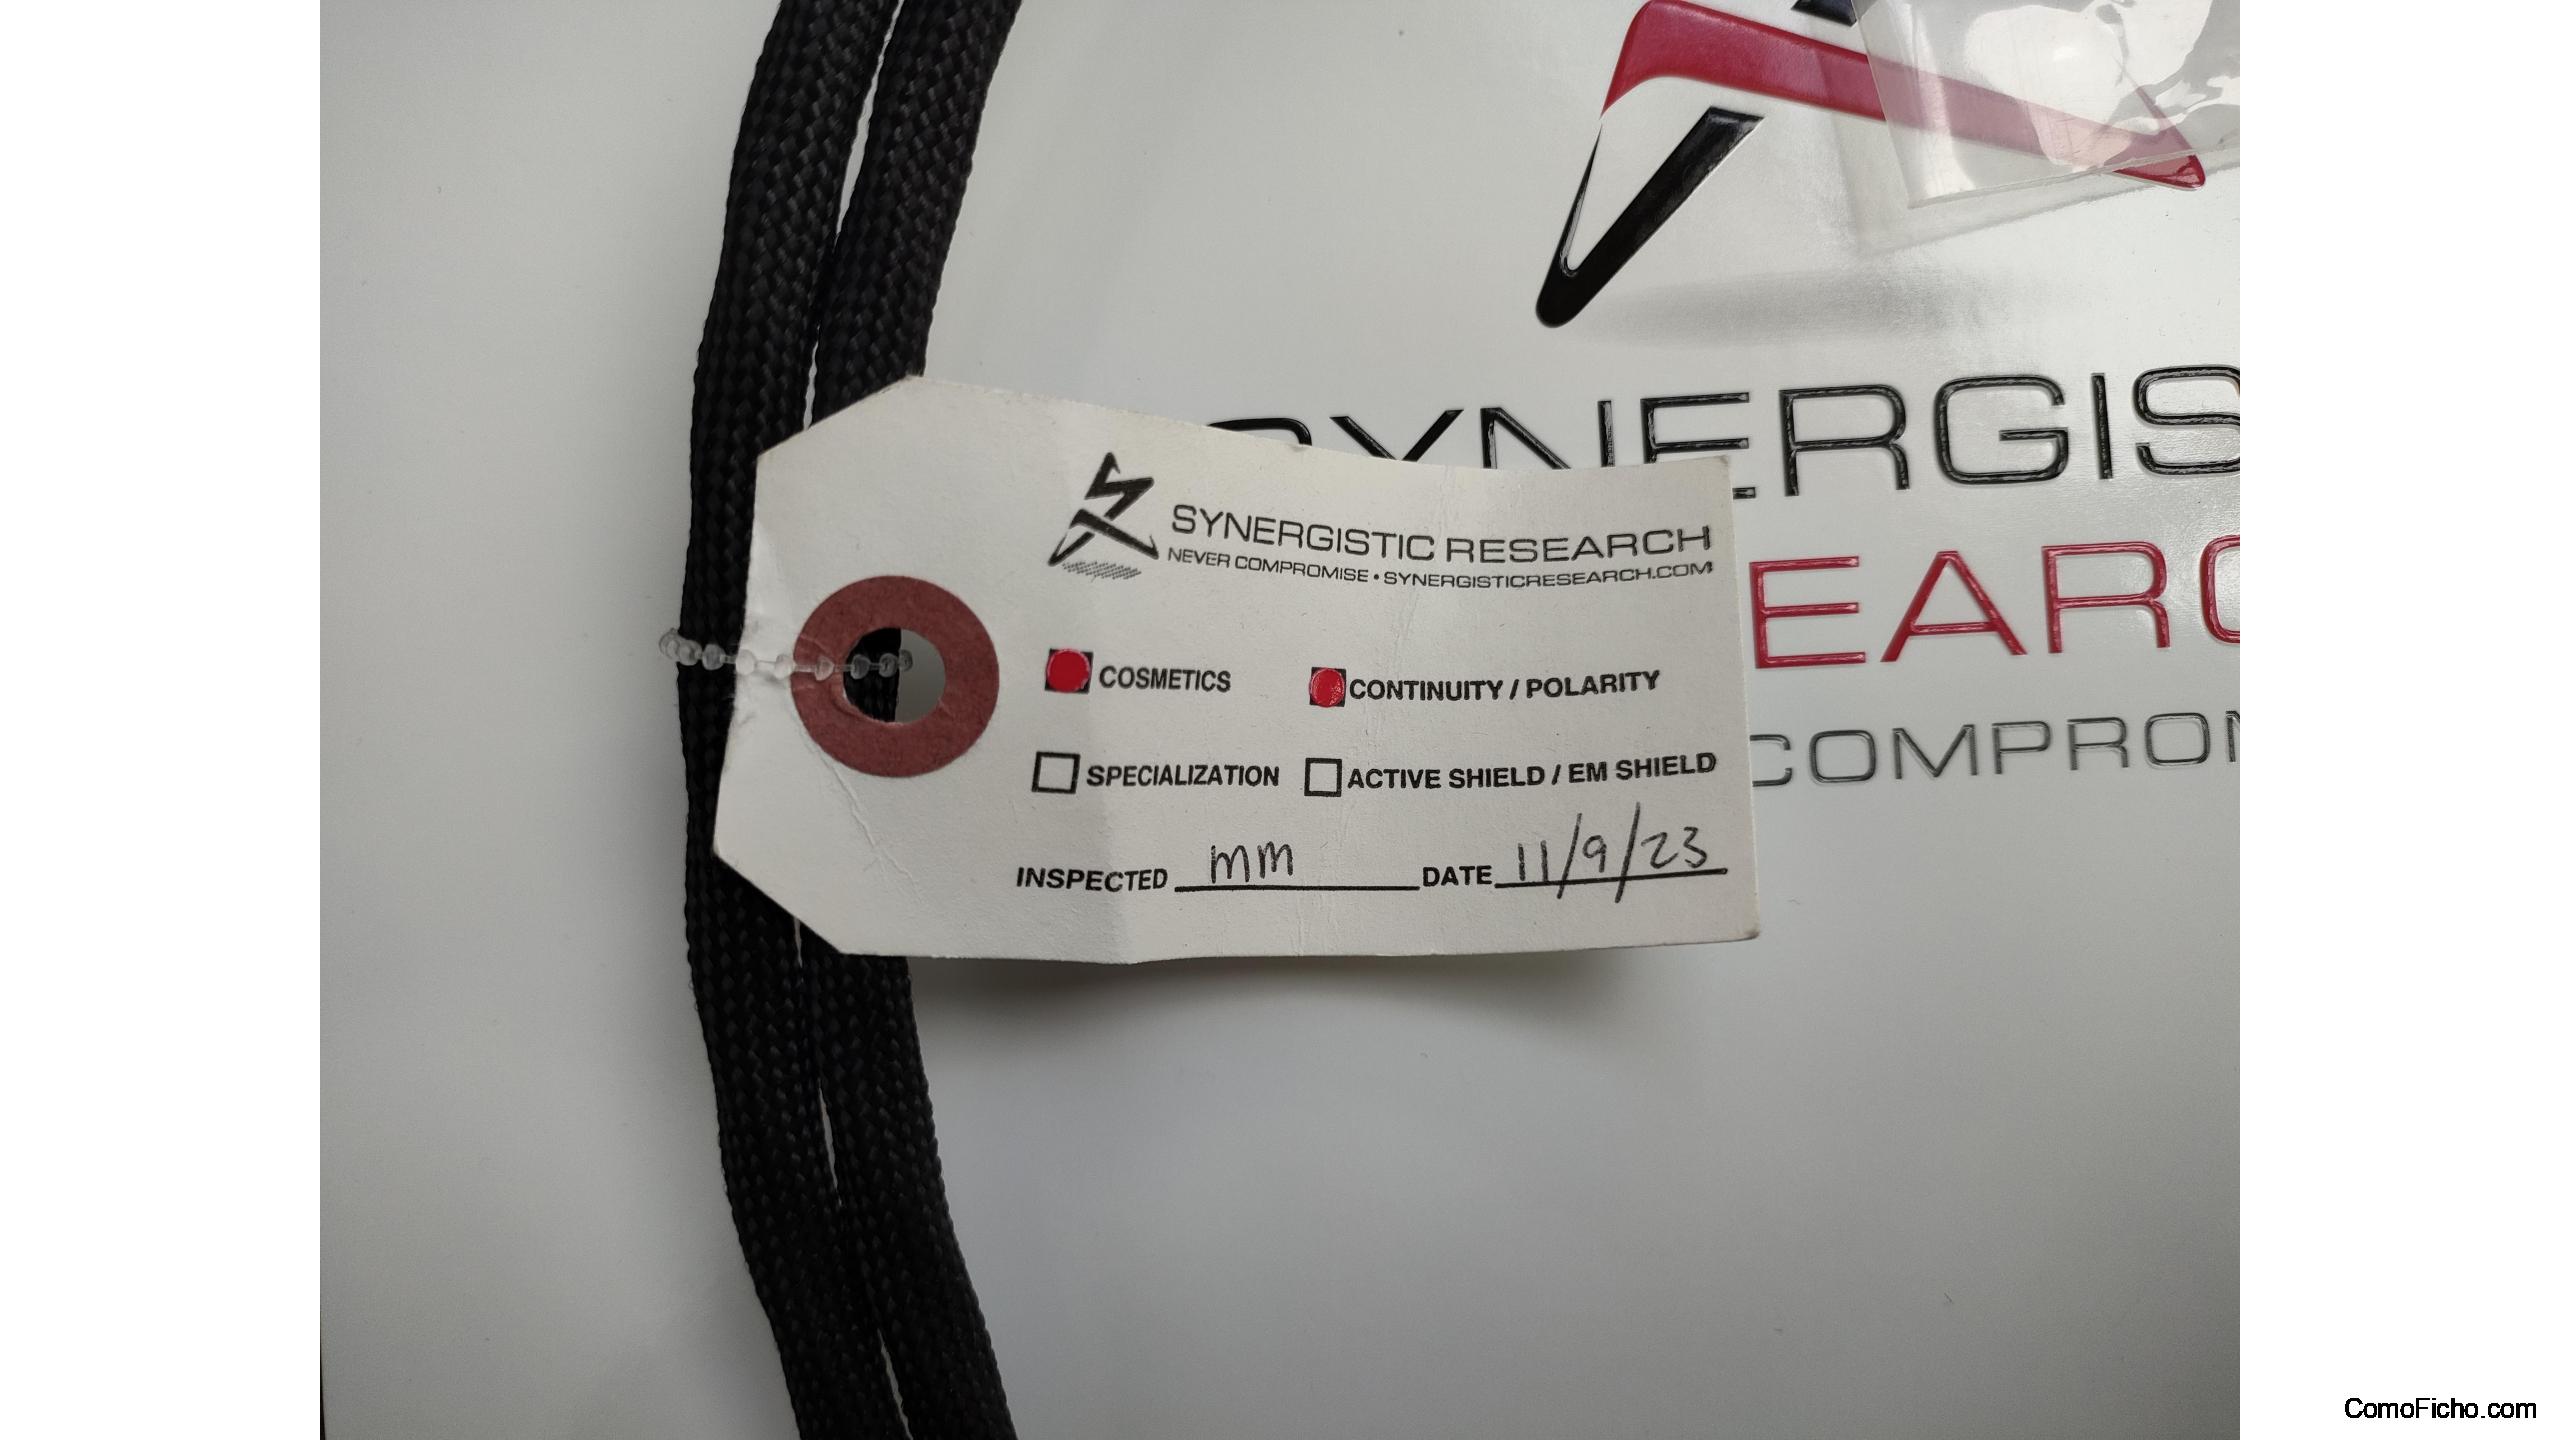 SYNERGIS
EARC
COMPROM
SYNERGISTIC RESEARCH
NEVER COMPROMISE • SYNERGISTICRESEARCH.COM
COSMETICS
CONTINUITY / POLARITY
SPECIALIZATION
ACTIVE SHIELD / EM SHIELD
INSPECTED mm DATE 11/9/23
ComoFicho.com